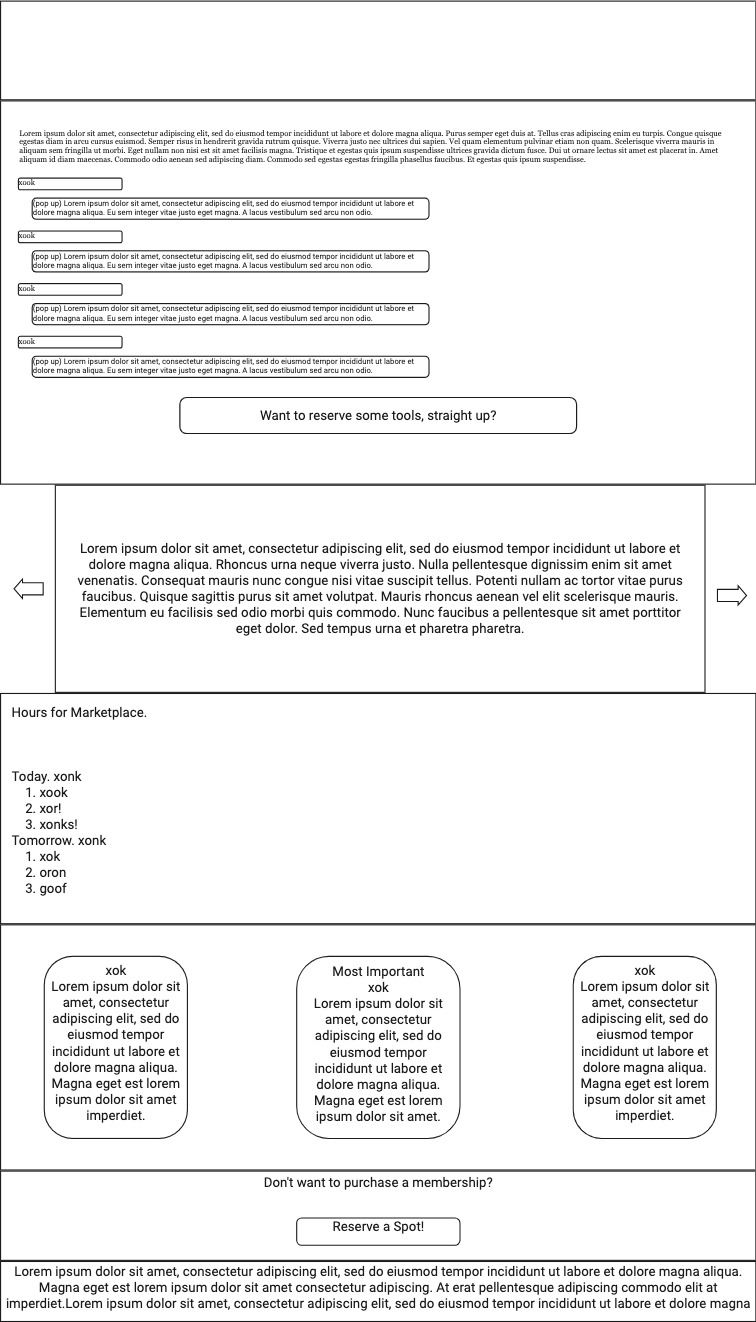 Lorem ipsum dolor sit amet, consectetur adipiscing elit, sed do eiusmod tempor incididunt ut labore et dolore magna aliqua. Purus semper eget duis at. Tellus cras adipiscing enim eu turpis. Congue quisque
egestas diam in arcu cursus euismod. Semper risus in hendrerit gravida rutrum quisque. Viverra justo nec ultrices dui sapien. Vel quam elementum pulvinar etiam non quam. Scelerisque viverra mauris in
aliquam sem fringilla ut morbi. Eget nullam non nisi est sit amet facilisis magna. Tristique et egestas quis ipsum suspendisse ultrices gravida dictum fusce. Dui ut ornare lectus sit amet est placerat in. Amet
aliquam id diam maecenas. Commodo odio aenean sed adipiscing diam. Commodo sed egestas egestas fringilla phasellus faucibus. Et egestas quis ipsum suspendisse.
xook
(pop up) Lorem ipsum dolor sit amet, consectetur adipiscing elit, sed do eiusmod tempor incididunt ut labore et
dolore magna aliqua. Eu sem integer vitae justo eget magna. A lacus vestibulum sed arcu non odio.
xook
(pop up) Lorem ipsum dolor sit amet, consectetur adipiscing elit, sed do eiusmod tempor incididunt ut labore et
dolore magna aliqua. Eu sem integer vitae justo eget magna. A lacus vestibulum sed arcu non odio.
xook
(pop up) Lorem ipsum dolor sit amet, consectetur adipiscing elit, sed do eiusmod tempor incididunt ut labore et
dolore magna aliqua. Eu sem integer vitae justo eget magna. A lacus vestibulum sed arcu non odio.
xook
(pop up) Lorem ipsum dolor sit amet, consectetur adipiscing elit, sed do eiusmod tempor incididunt ut labore et
dolore magna aliqua. Eu sem integer vitae justo eget magna. A lacus vestibulum sed arcu non odio.
Want to reserve some tools, straight up?
Lorem ipsum dolor sit amet, consectetur adipiscing elit, sed do eiusmod tempor incididunt ut labore et
dolore magna aliqua. Rhoncus urna neque viverra justo. Nulla pellentesque dignissim enim sit amet
venenatis. Consequat mauris nunc congue nisi vitae suscipit tellus. Potenti nullam ac tortor vitae purus
faucibus. Quisque sagittis purus sit amet volutpat. Mauris rhoncus aenean vel elit scelerisque mauris.
Elementum eu facilisis sed odio morbi quis commodo. Nunc faucibus a pellentesque sit amet porttitor
eget dolor. Sed tempus urna et pharetra pharetra.
Hours for Marketplace.
Today. xonk
1. xook
2. xor!
3. xonks!
Tomorrow. xonk
1. xok
2. oron
3. goof
xok
Lorem ipsum dolor sit
amet, consectetur
adipiscing elit, sed do
eiusmod tempor
incididunt ut labore et
dolore magna aliqua.
Magna eget est lorem
ipsum dolor sit amet
imperdiet.
Most Important
xok
Lorem ipsum dolor sit
amet, consectetur
adipiscing elit, sed do
eiusmod tempor
incididunt ut labore et
dolore magna aliqua.
Magna eget est lorem
ipsum dolor sit amet.
xok
Lorem ipsum dolor sit
amet, consectetur
adipiscing elit, sed do
eiusmod tempor
incididunt ut labore et
dolore magna aliqua.
Magna eget est lorem
ipsum dolor sit amet
imperdiet.
Don't want to purchase a membership?
Reserve a Spot!
Lorem ipsum dolor sit amet, consectetur adipiscing elit, sed do eiusmod tempor incididunt ut labore et dolore magna aliqua.
Magna eget est lorem ipsum dolor sit amet consectetur adipiscing. At erat pellentesque adipiscing commodo elit at
imperdiet.Lorem ipsum dolor sit amet, consectetur adipiscing elit, sed do eiusmod tempor incididunt ut labore et dolore magna